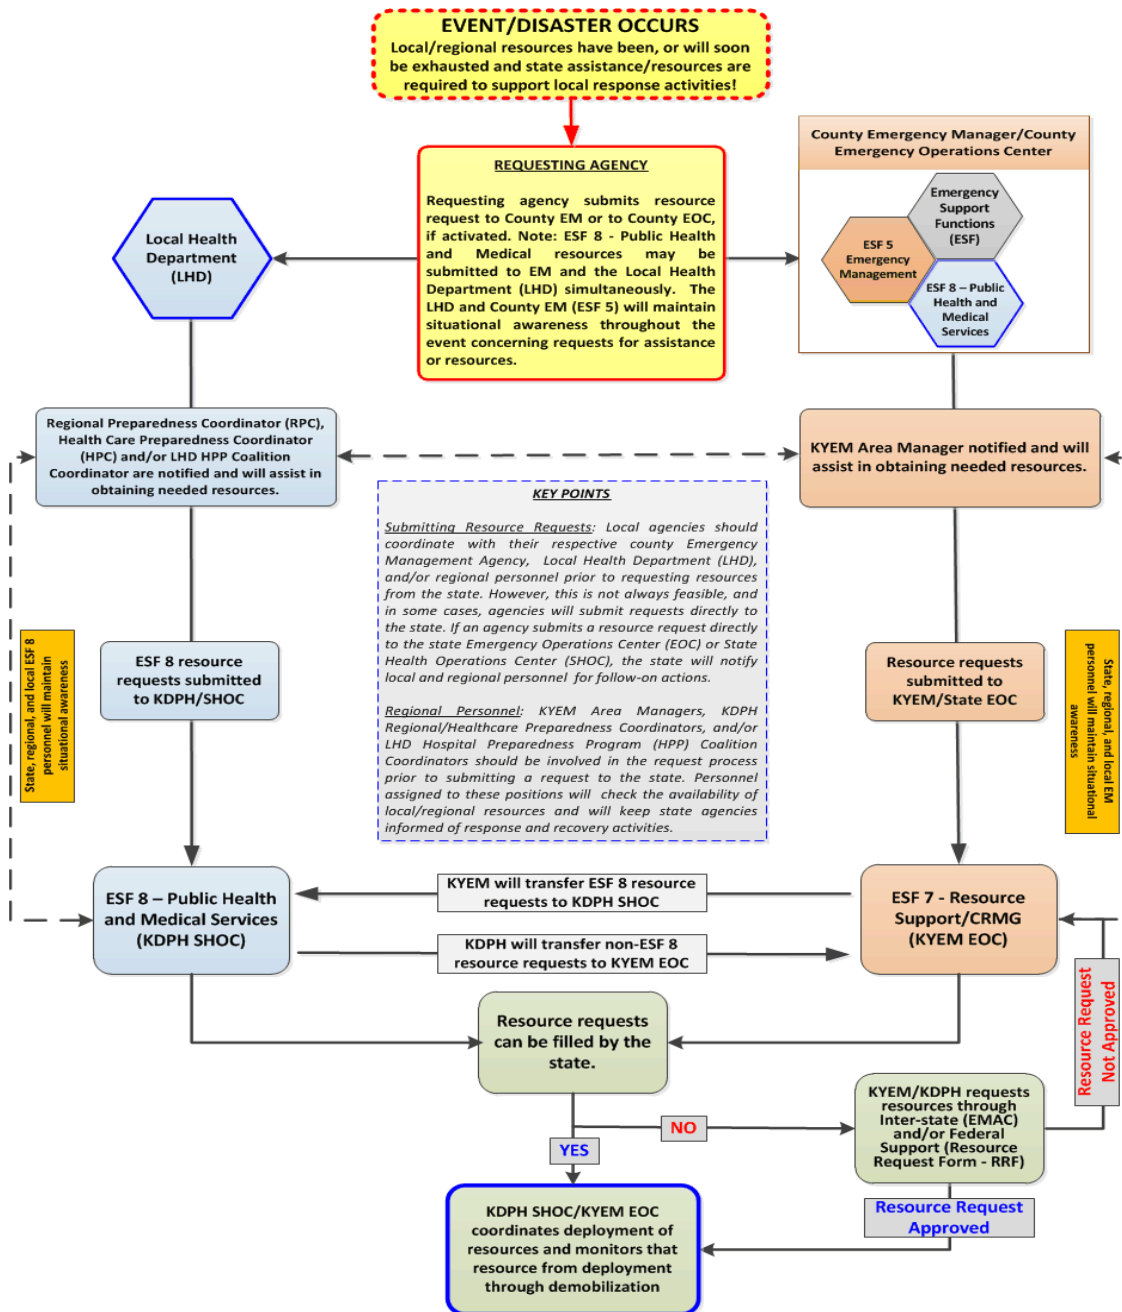 EVENT/DISASTER OCCURS
Local/regional resources have been, or will soon
be exhausted and state assistance/resources are
required to support local response activities!
REQUESTING AGENCY
Requesting agency submits resource
request to County EM or to County EOC,
if activated. Note: ESF 8 - Public Health
and Medical resources may be
submitted to EM and the Local Health
Department (LHD) simultaneously. The
LHD and County EM (ESF 5) will maintain
situational awareness throughout the
event concerning requests for assistance
or resources.
County Emergency Manager/County
Emergency Operations Center
Emergency
Support
Functions
(ESF)
ESF 5
Emergency
Management
ESF 8 – Public
Health and
Medical
Services
Local Health
Department
(LHD)
Regional Preparedness Coordinator (RPC),
Health Care Preparedness Coordinator
(HPC) and/or LHD HPP Coalition
Coordinator are notified and will assist in
obtaining needed resources.
KYEM Area Manager notified and will
assist in obtaining needed resources.
KEY POINTS
Submitting Resource Requests: Local agencies should
coordinate with their respective county Emergency
Management Agency, Local Health Department (LHD),
and/or regional personnel prior to requesting resources
from the state. However, this is not always feasible, and
in some cases, agencies will submit requests directly to
the state. If an agency submits a resource request directly
to the state Emergency Operations Center (EOC) or State
Health Operations Center (SHOC), the state will notify
local and regional personnel for follow-on actions.
Regional Personnel: KYEM Area Managers, KDPH
Regional/Healthcare Preparedness Coordinators, and/or
LHD Hospital Preparedness Program (HPP) Coalition
Coordinators should be involved in the request process
prior to submitting a request to the state. Personnel
assigned to these positions will check the availability of
local/regional resources and will keep state agencies
informed of response and recovery activities.
State, regional, and local ESF 8
personnel will maintain
situational awareness
ESF 8 resource
requests submitted
to KDPH/SHOC
Resource requests
submitted to
KYEM/State EOC
State, regional, and local EM
personnel will maintain situational
awareness
ESF 8 – Public Health
and Medical Services
(KDPH SHOC)
KYEM will transfer ESF 8 resource
requests to KDPH SHOC
KDPH will transfer non-ESF 8
resource requests to KYEM EOC
ESF 7 - Resource
Support/CRMG
(KYEM EOC)
Resource requests
can be filled by the
state.
Resource Request
Not Approved
NO
YES
KYEM/KDPH requests
resources through
Inter-state (EMAC)
and/or Federal
Support (Resource
Request Form - RRF)
Resource Request
Approved
KDPH SHOC/KYEM EOC
coordinates deployment of
resources and monitors that
resource from deployment
through demobilization